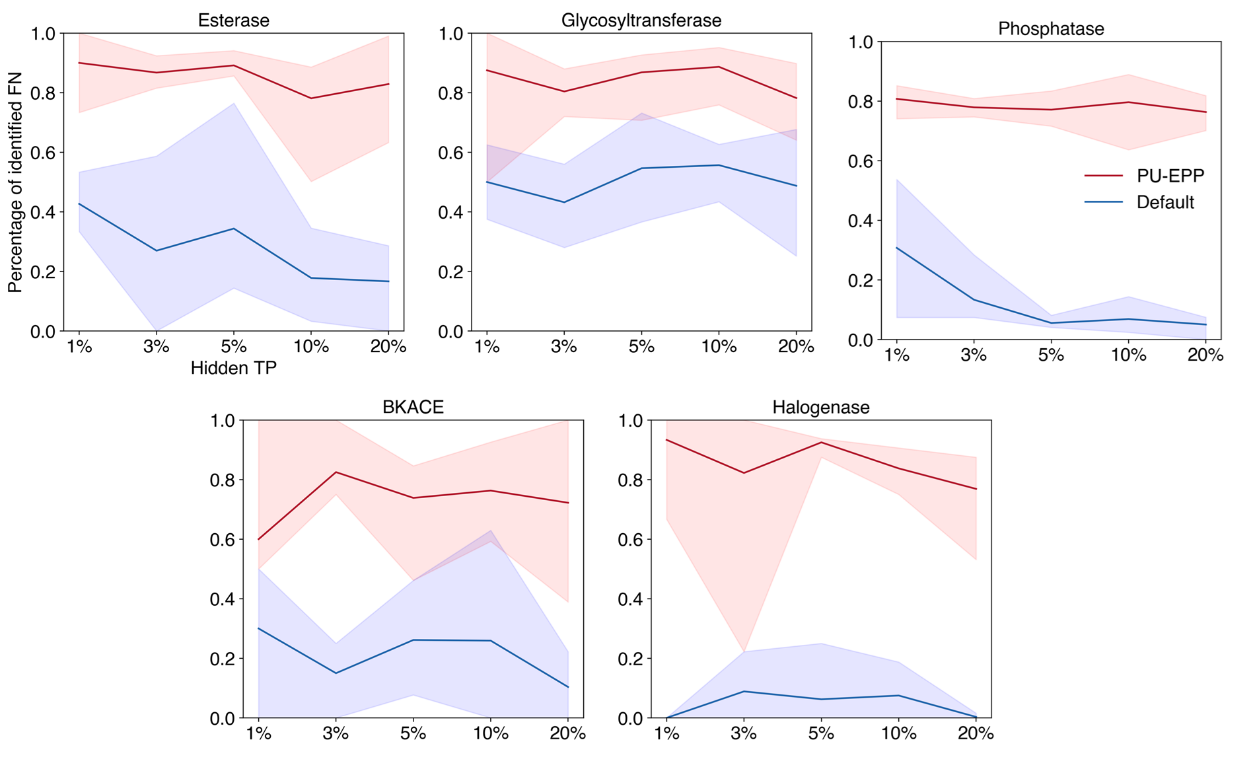 Esterase
Glycosyltransferase
Phosphatase
Percentage of identified FN
1.0
0.8
0.6
0.4
0.2
0.0
1% 3% 5% 10% 20%
Hidden TP
1.0
0.8
0.6
0.4
0.2
0.0
1% 3% 5% 10% 20%
1.0
0.8
0.6
0.4
0.2
0.0
1% 3% 5% 10% 20%
PU-EPP
Default
BKACE
Halogenase
1.0
0.8
0.6
0.4
0.2
0.0
1% 3% 5% 10% 20%
1.0
0.8
0.6
0.4
0.2
0.0
1% 3% 5% 10% 20%